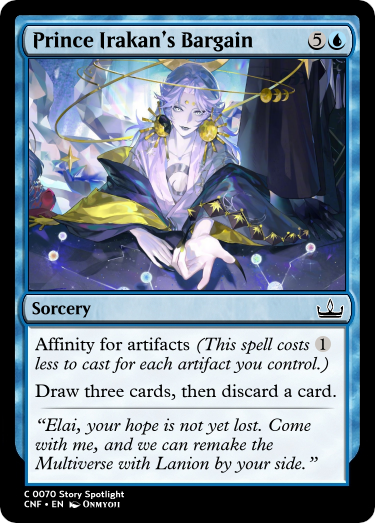 Prince Irakan's Bargain 5
Sorcery
Affinity for artifacts (This spell costs 1
less to cast for each artifact you control.)
Draw three cards, then discard a card.
"Elai, your hope is not yet lost. Come
with me, and we can remake the
Multiverse with Lanion by your side."
C 0070 Story Spotlight
CNF • EN Onmyoji